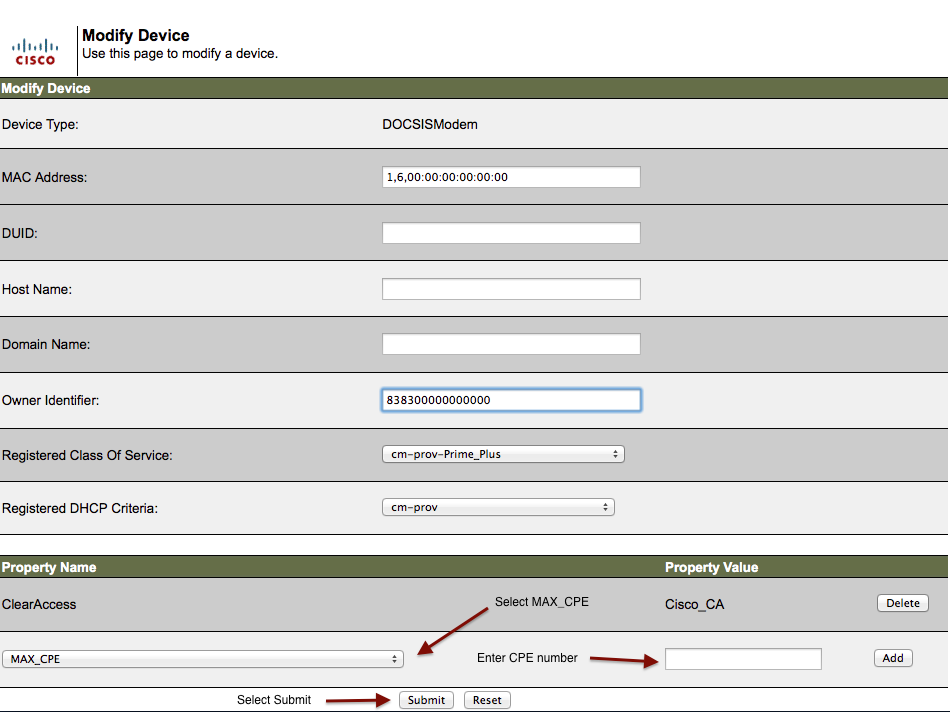 CISCO
Modify Device
Use this page to modify a device.
Modify Device
Device Type: DOCSISModem
MAC Address: 1,6,00:00:00:00:00:00
DUID:
Host Name:
Domain Name:
Owner Identifier: 838300000000000
Registered Class Of Service: cm-prov-Prime_Plus
Registered DHCP Criteria: cm-prov
Property Name Property Value
ClearAccess Select MAX_CPE Cisco_CA Delete
MAX_CPE Enter CPE number Add
Select Submit Submit Reset